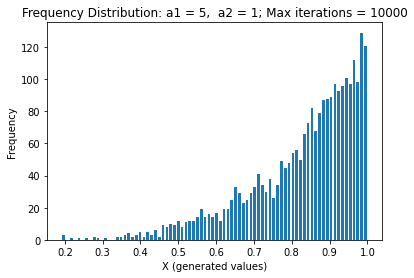 Frequency Distribution: a1 = 5,  a2 = 1; Max iterations = 10000
120
100
80
60
40
20
0
Frequency
0.2 0.3 0.4 0.5 0.6 0.7 0.8 0.9 1.0
X (generated values)